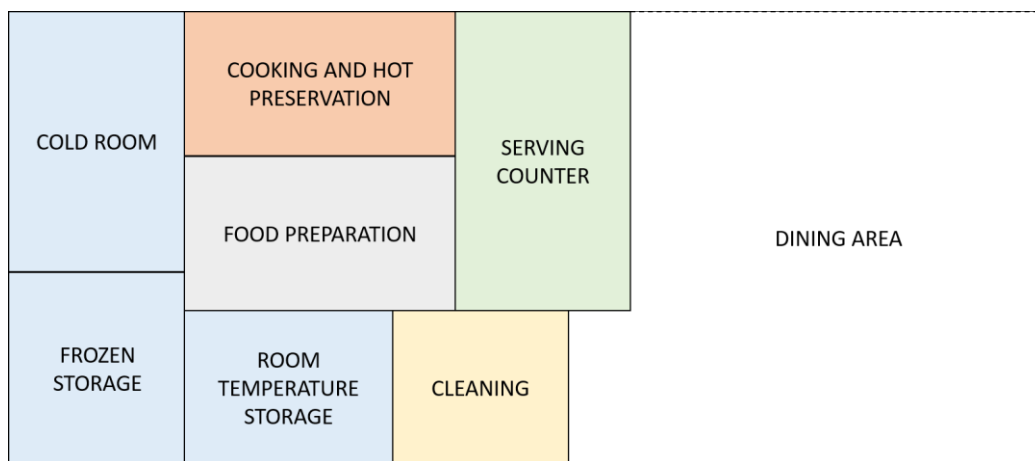 COOKING AND HOT
PRESERVATION
COLD ROOM
SERVING
COUNTER
FOOD PREPARATION
DINING AREA
FROZEN
STORAGE
ROOM
TEMPERATURE
STORAGE
CLEANING